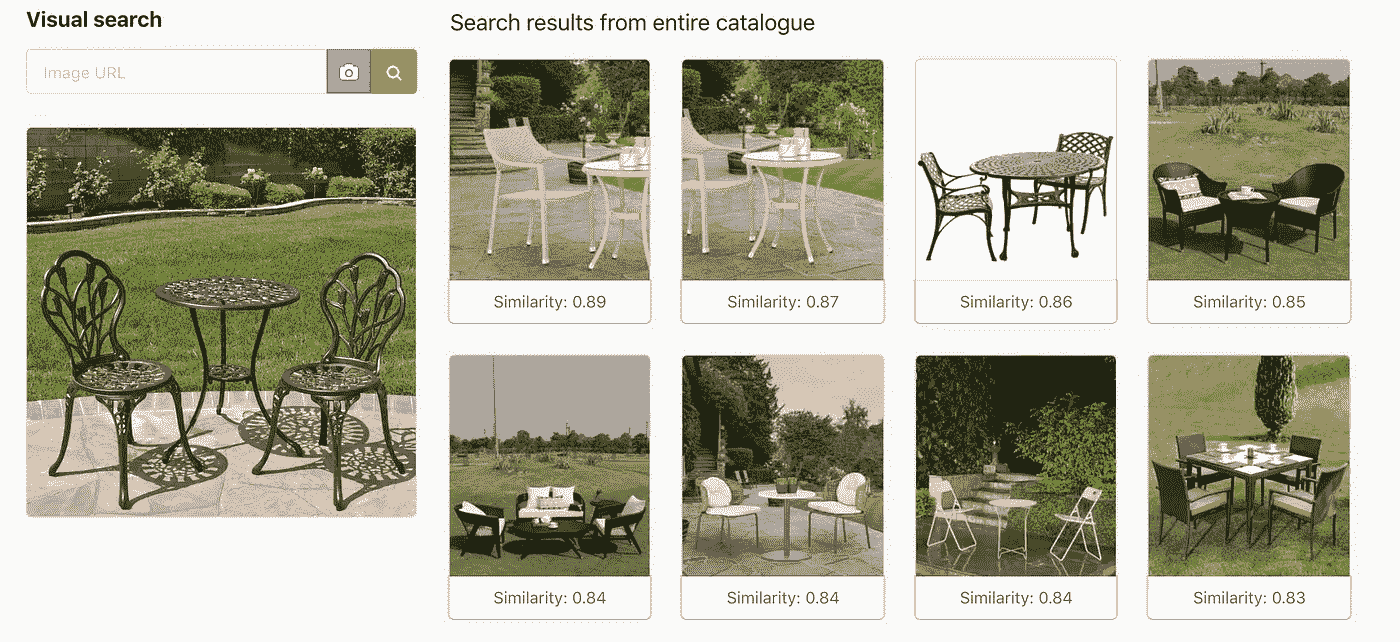 Visual search
Image URL
Search results from entire catalogue
Similarity: 0.89
Similarity: 0.87
Similarity: 0.86
Similarity: 0.85
Similarity: 0.84
Similarity: 0.84
Similarity: 0.84
Similarity: 0.83